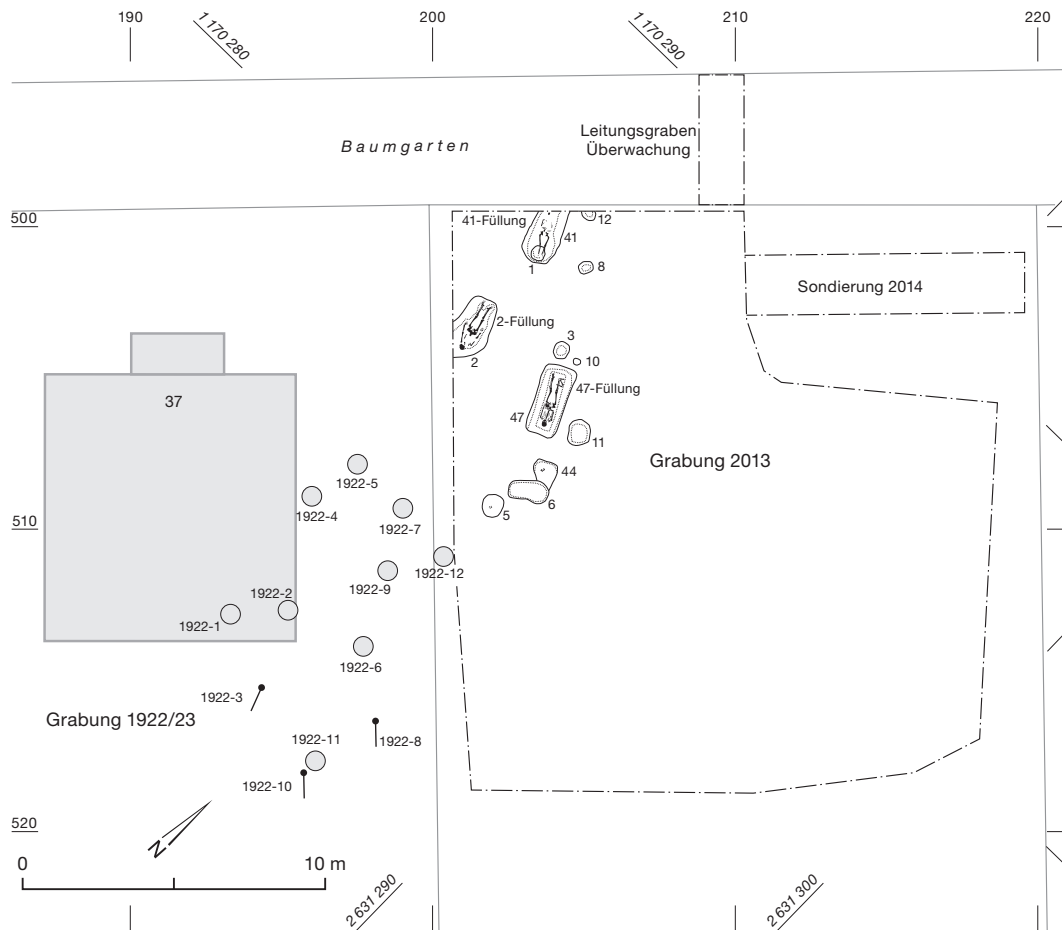 190
200
210
220
1 170 280
1 170 290
Baumgarten
Leitungsgraben
Überwachung
500
41-Füllung
12
41
1
8
Sondierung 2014
2-Füllung
2
3
10
37
47-Füllung
47
11
Grabung 2013
44
1922-5
6
1922-4
5
1922-7
510
1922-12
1922-9
1922-2
1922-1
1922-6
1922-3
Grabung 1922/23
1922-8
1922-11
1922-10
520
N
0
10 m
2 631 290
2 631 300